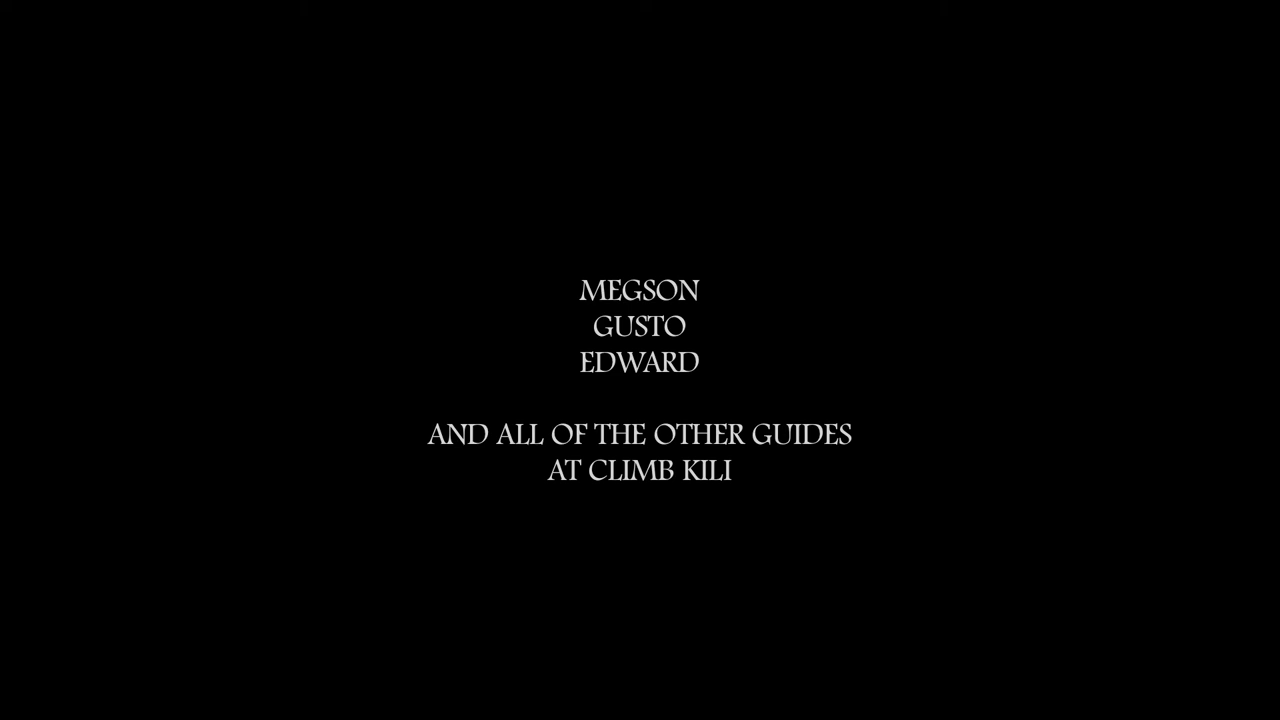 MEGSON
GUSTO
EDWARD
AND ALL OF THE OTHER GUIDES
AT CLIMB KILI